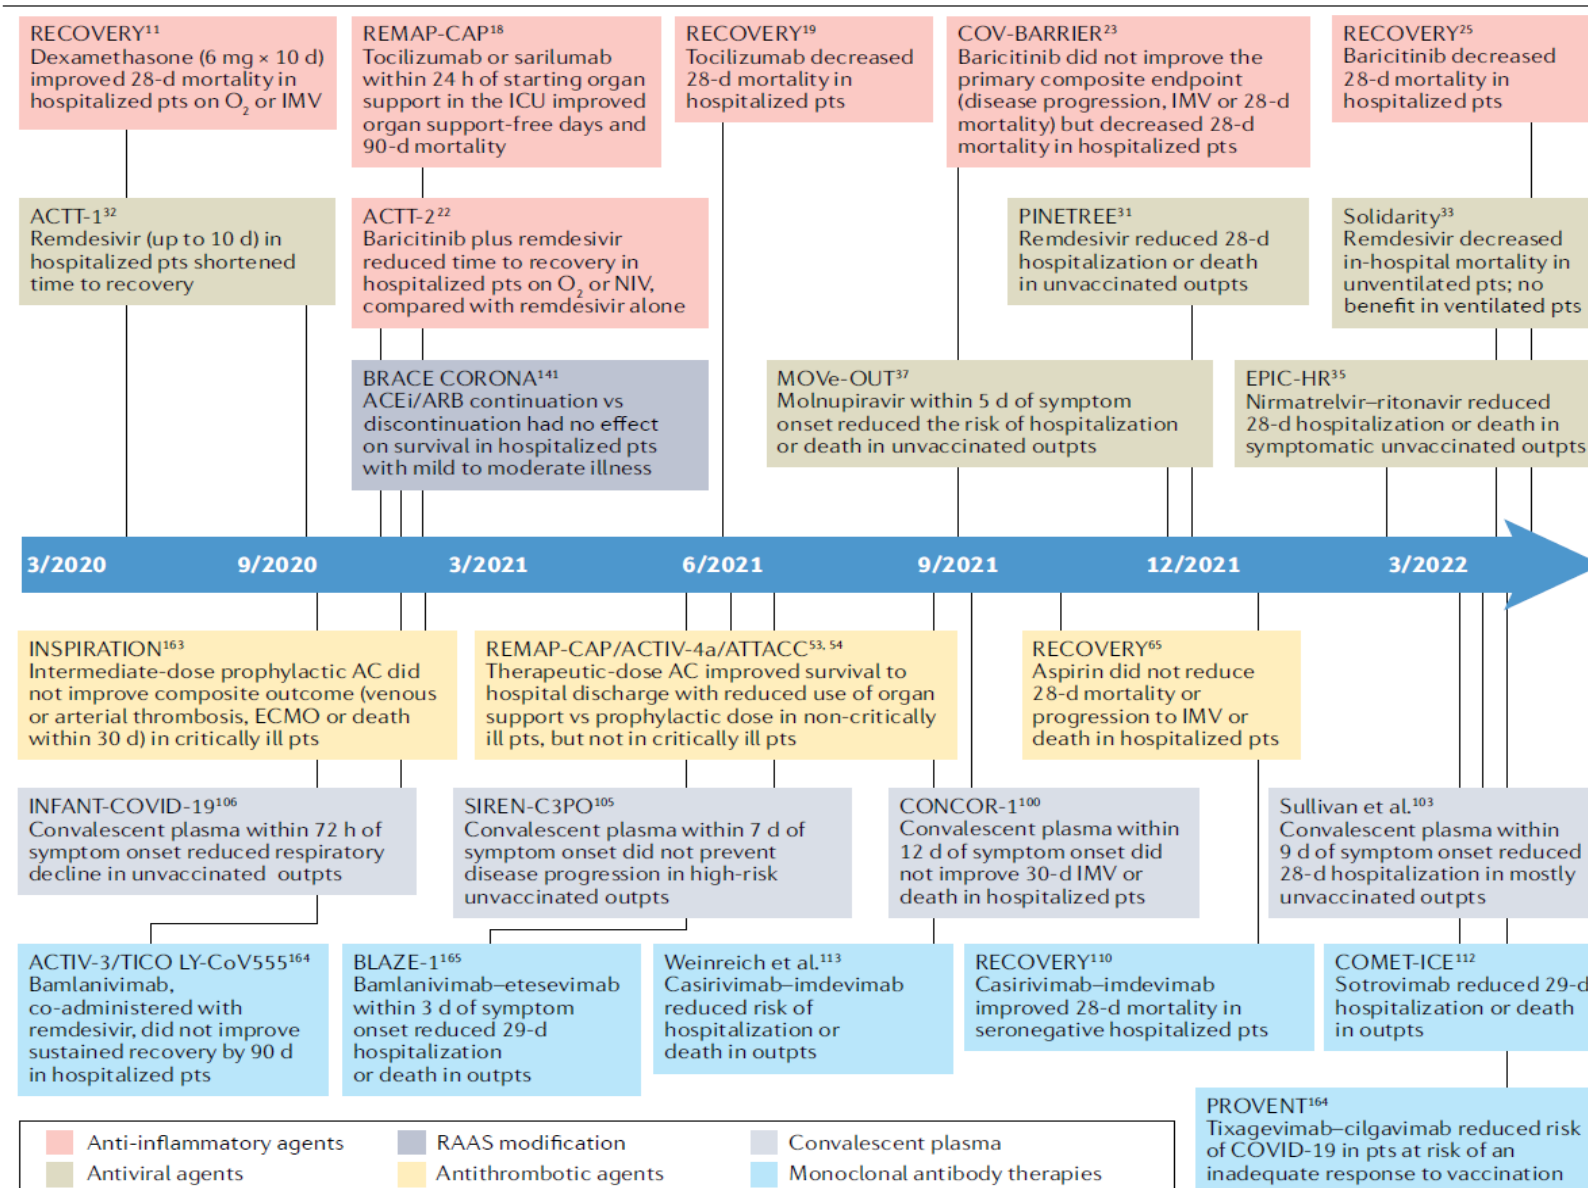 RECOVERY¹¹
Dexamethasone (6 mg × 10 d)
improved 28-d mortality in
hospitalized pts on O₂ or IMV
REMAP-CAP¹⁸
Tocilizumab or sarilumab
within 24 h of starting organ
support in the ICU improved
organ support-free days and
90-d mortality
RECOVERY¹⁹
Tocilizumab decreased
28-d mortality in
hospitalized pts
COV-BARRIER²³
Baricitinib did not improve the
primary composite endpoint
(disease progression, IMV or 28-d
mortality) but decreased 28-d
mortality in hospitalized pts
RECOVERY²⁵
Baricitinib decreased
28-d mortality in
hospitalized pts
ACTT-1³²
Remdesivir (up to 10 d) in
hospitalized pts shortened
time to recovery
ACTT-2²²
Baricitinib plus remdesivir
reduced time to recovery in
hospitalized pts on O₂ or NIV,
compared with remdesivir alone
PINETREE³¹
Remdesivir reduced 28-d
hospitalization or death
in unvaccinated outpts
Solidarity³³
Remdesivir decreased
in-hospital mortality in
unventilated pts; no
benefit in ventilated pts
BRACE CORONA¹⁴¹
ACEi/ARB continuation vs
discontinuation had no effect
on survival in hospitalized pts
with mild to moderate illness
MOVe-OUT³⁷
Molnupiravir within 5 d of symptom
onset reduced the risk of hospitalization
or death in unvaccinated outpts
EPIC-HR³⁵
Nirmatrelvir–ritonavir reduced
28-d hospitalization or death in
symptomatic unvaccinated outpts
3/2020 9/2020 3/2021 6/2021 9/2021 12/2021 3/2022
INSPIRATION¹⁶³
Intermediate-dose prophylactic AC did
not improve composite outcome (venous
or arterial thrombosis, ECMO or death
within 30 d) in critically ill pts
REMAP-CAP/ACTIV-4a/ATTACC⁵³, ⁵⁴
Therapeutic-dose AC improved survival to
hospital discharge with reduced use of organ
support vs prophylactic dose in non-critically
ill pts, but not in critically ill pts
RECOVERY⁶⁵
Aspirin did not reduce
28-d mortality or
progression to IMV or
death in hospitalized pts
INFANT-COVID-19¹⁰⁶
Convalescent plasma within 72 h of
symptom onset reduced respiratory
decline in unvaccinated outpts
SIREN-C3PO¹⁰⁵
Convalescent plasma within 7 d of
symptom onset did not prevent
disease progression in high-risk
unvaccinated outpts
CONCOR-1¹⁰⁰
Convalescent plasma within
12 d of symptom onset did
not improve 30-d IMV or
death in hospitalized pts
Sullivan et al.¹⁰³
Convalescent plasma within
9 d of symptom onset reduced
28-d hospitalization in mostly
unvaccinated outpts
ACTIV-3/TICO LY-CoV555¹⁶⁴
Bamlanivimab,
co-administered with
remdesivir, did not improve
sustained recovery by 90 d
in hospitalized pts
BLAZE-1¹⁶⁵
Bamlanivimab–etesevimab
within 3 d of symptom
onset reduced 29-d
hospitalization
or death in outpts
Weinreich et al.¹¹³
Casirivimab–imdevimab
reduced risk of
hospitalization or
death in outpts
RECOVERY¹¹⁰
Casirivimab–imdevimab
improved 28-d mortality in
seronegative hospitalized pts
COMET-ICE¹¹²
Sotrovimab reduced 29-d
hospitalization or death
in outpts
PROVENT¹⁶⁴
Tixagevimab–cilgavimab reduced risk
of COVID-19 in pts at risk of an
inadequate response to vaccination
Anti-inflammatory agents
RAAS modification
Convalescent plasma
Antiviral agents
Antithrombotic agents
Monoclonal antibody therapies